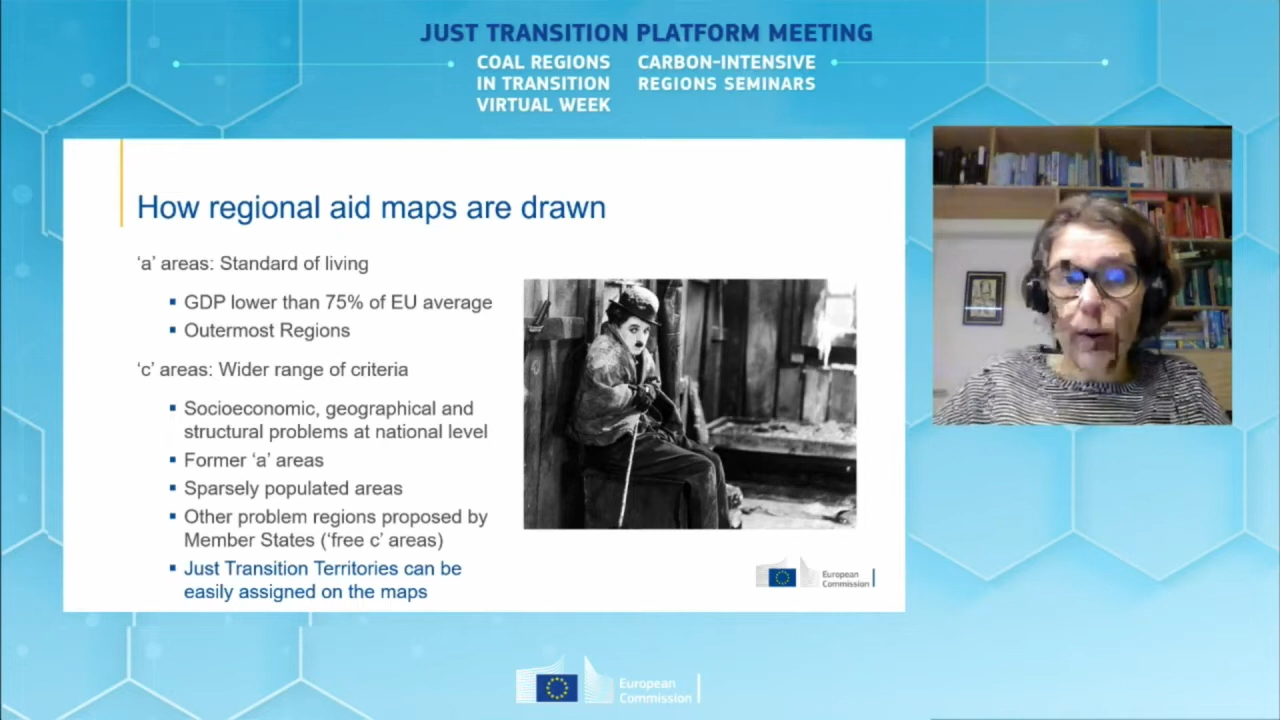 JUST TRANSITION PLATFORM MEETING
COAL REGIONS
IN TRANSITION
VIRTUAL WEEK
CARBON-INTENSIVE
REGIONS SEMINARS
How regional aid maps are drawn
‘a’ areas: Standard of living
▪ GDP lower than 75% of EU average
▪ Outermost Regions
‘c’ areas: Wider range of criteria
▪ Socioeconomic, geographical and
structural problems at national level
▪ Former ‘a’ areas
▪ Sparsely populated areas
▪ Other problem regions proposed by
Member States (‘free c’ areas)
▪ Just Transition Territories can be
easily assigned on the maps
European
Commission
European
Commission